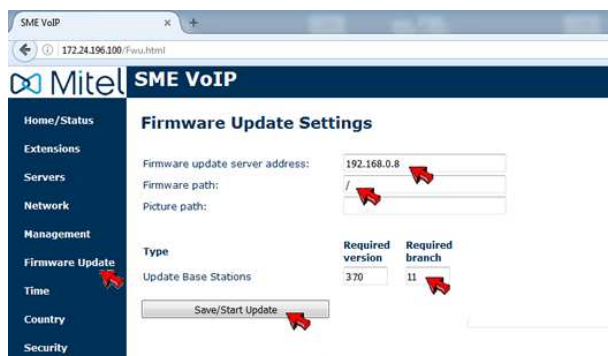 SME VoIP
172.24.196.100/Fwu.html
Mitel SME VoIP
Home/Status
Extensions
Servers
Network
Management
Firmware Update
Time
Country
Security
Firmware Update Settings
Firmware update server address: 192.168.0.8
Firmware path: /
Picture path:
Type Required version Required branch
Update Base Stations 370 11
Save/Start Update